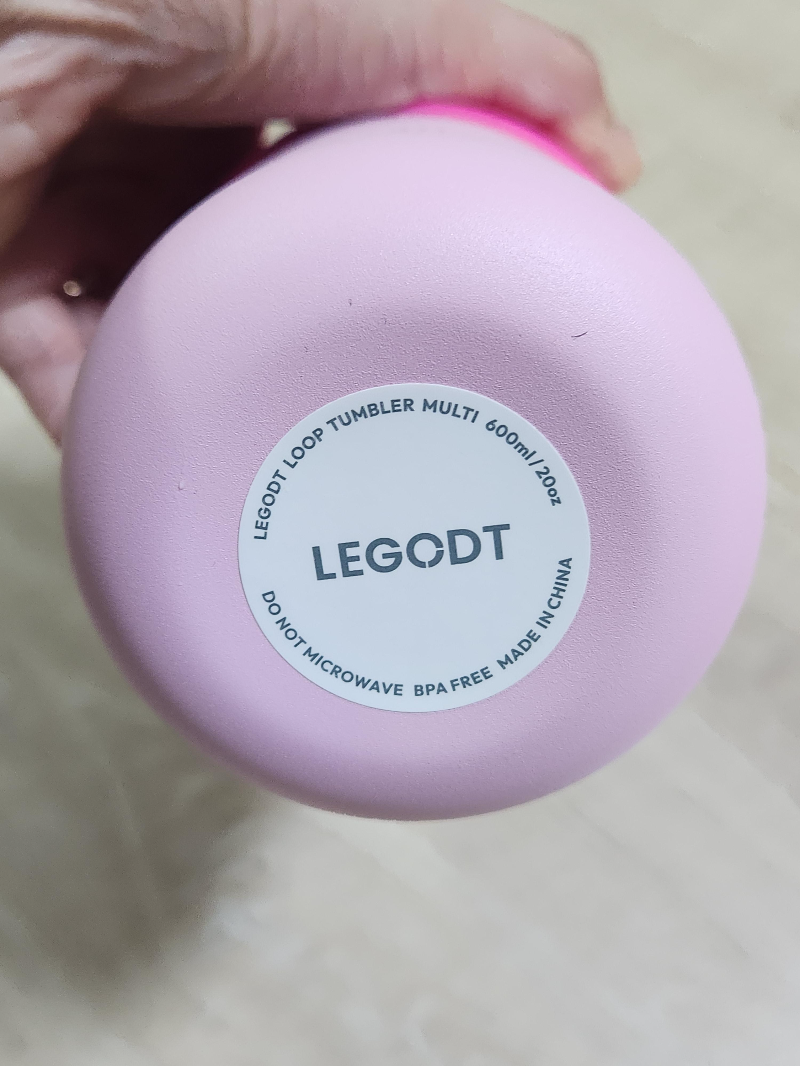 LEGODT LOOP TUMBLER MULTI 600ml/20oz
LEGODT
DO NOT MICROWAVE BPA FREE MADE IN CHINA